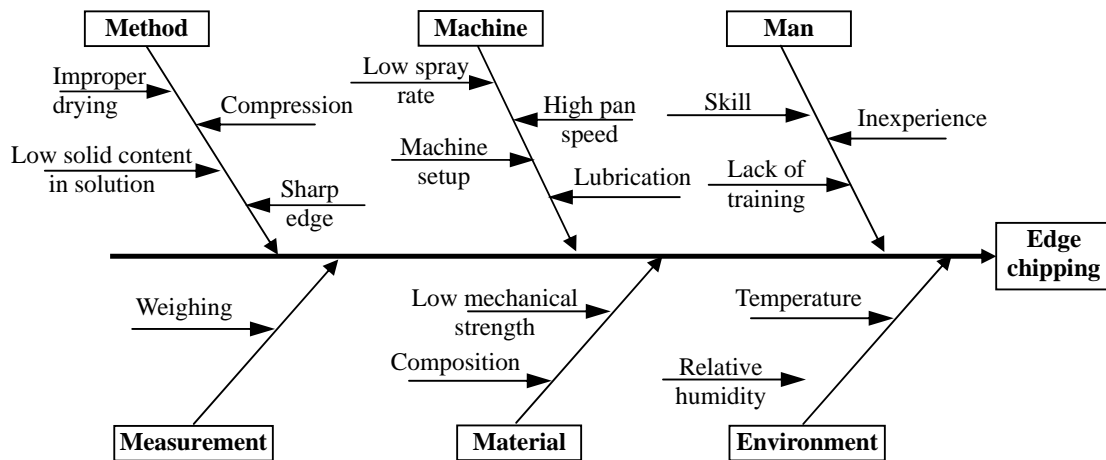 Method
Machine
Man
Improper
drying
Compression
Low solid content
in solution
Sharp
edge
Low spray
rate
High pan
speed
Machine
setup
Lubrication
Skill
Inexperience
Lack of
training
Edge
chipping
Weighing
Low mechanical
strength
Composition
Temperature
Relative
humidity
Measurement
Material
Environment